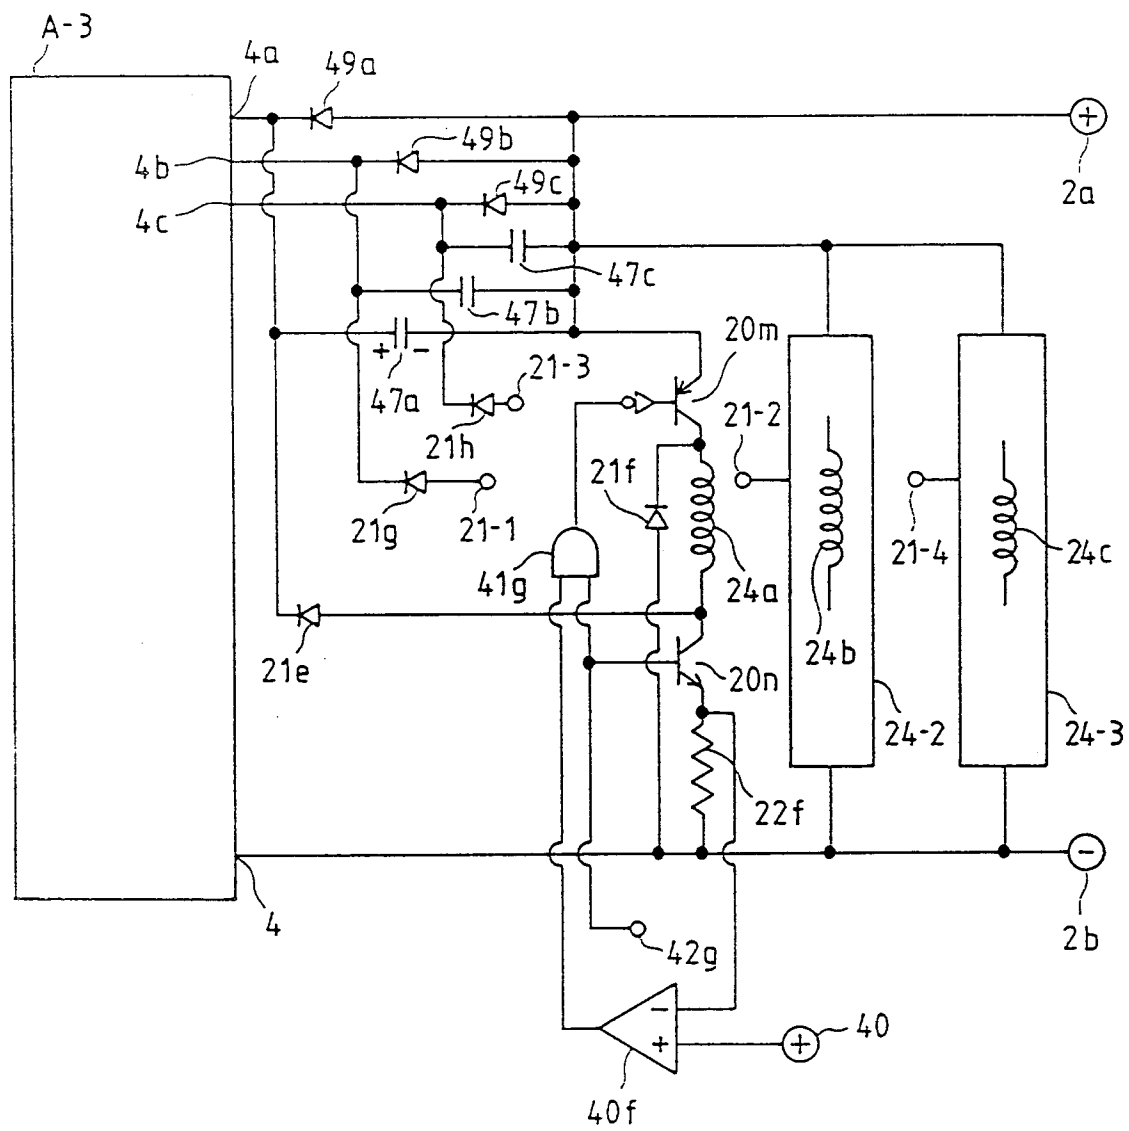 A-3
4a
49a
+
4b
49b
2a
4c
49c
47c
47b
20m
+ -
47a
21-3
21-2
21h
21f
21g
21-1
21-4
24c
41g
24a
24b
21e
20n
24-2
24-3
22f
-
4
2b
42g
-
+
+
40
40f